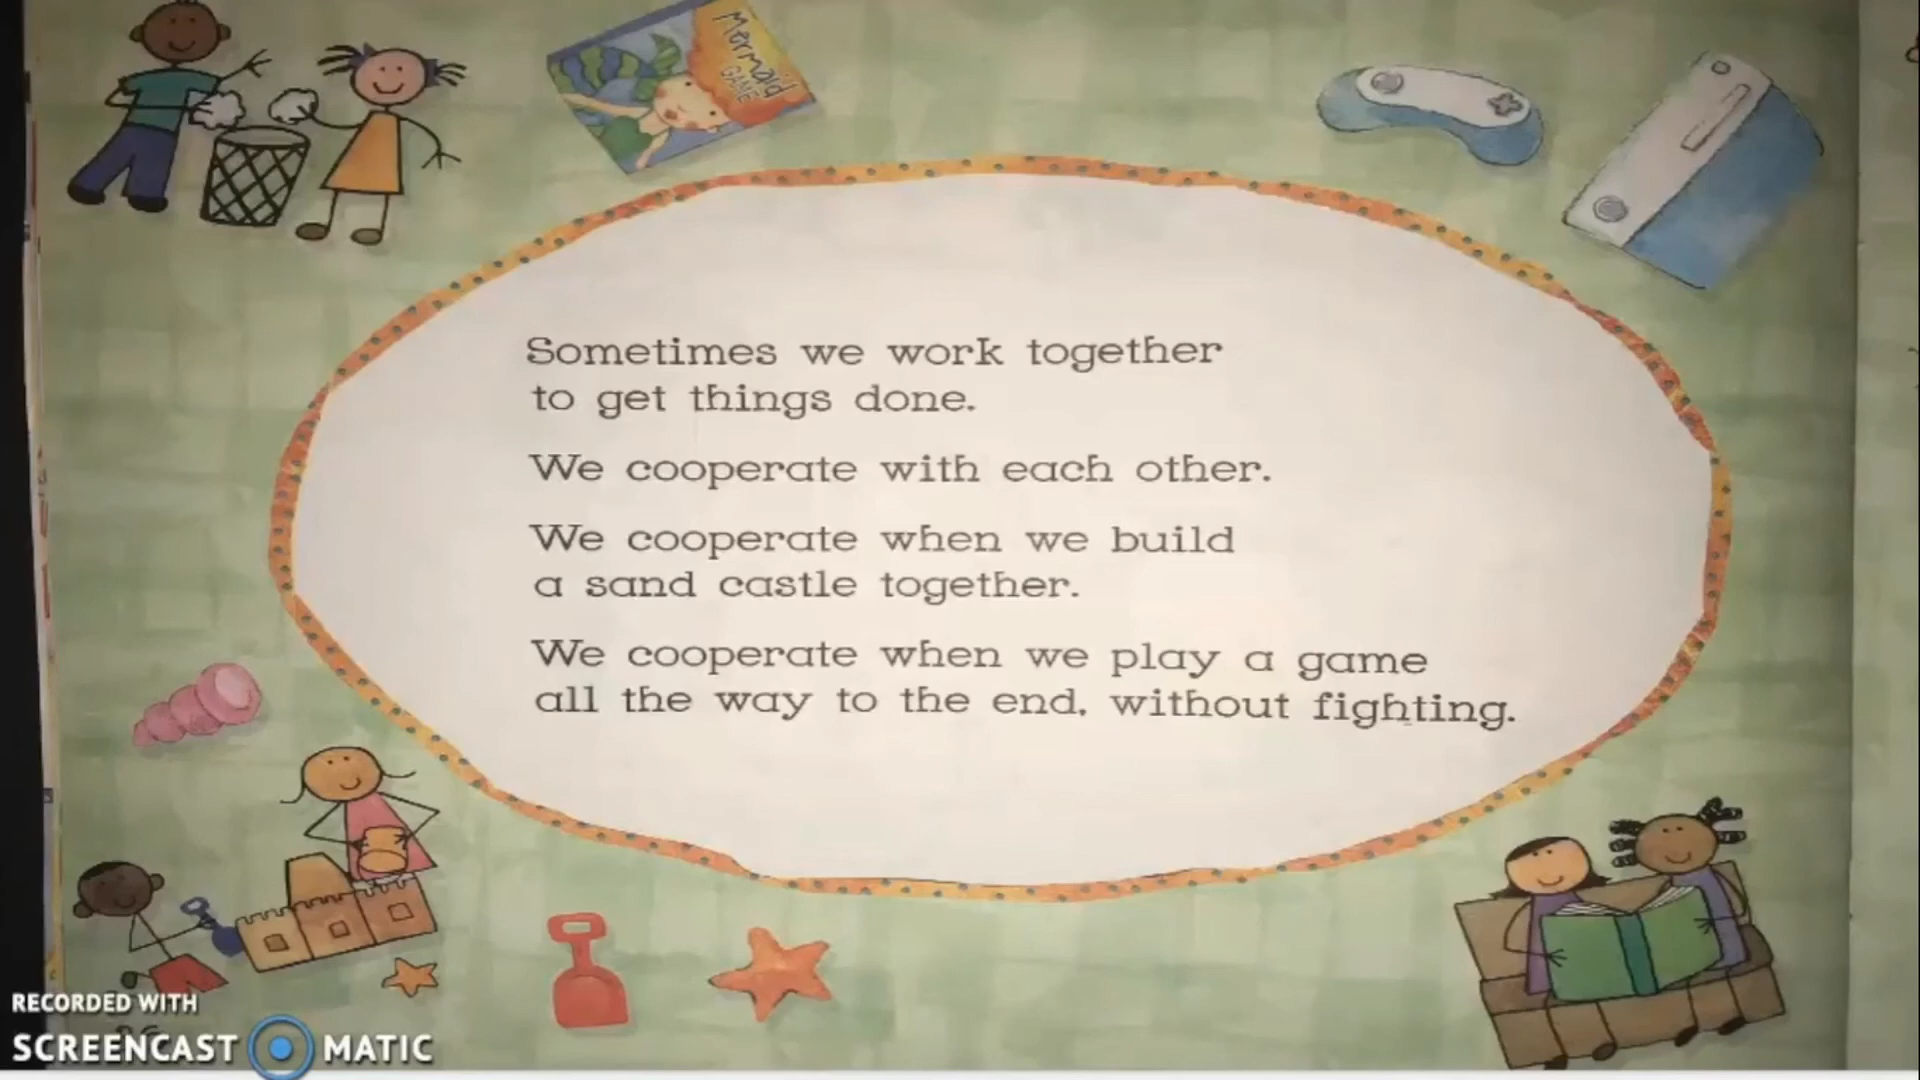 Mermaid
GAME
Sometimes we work together
to get things done.
We cooperate with each other.
We cooperate when we build
a sand castle together.
We cooperate when we play a game
all the way to the end, without fighting.
RECORDED WITH
SCREENCAST MATIC